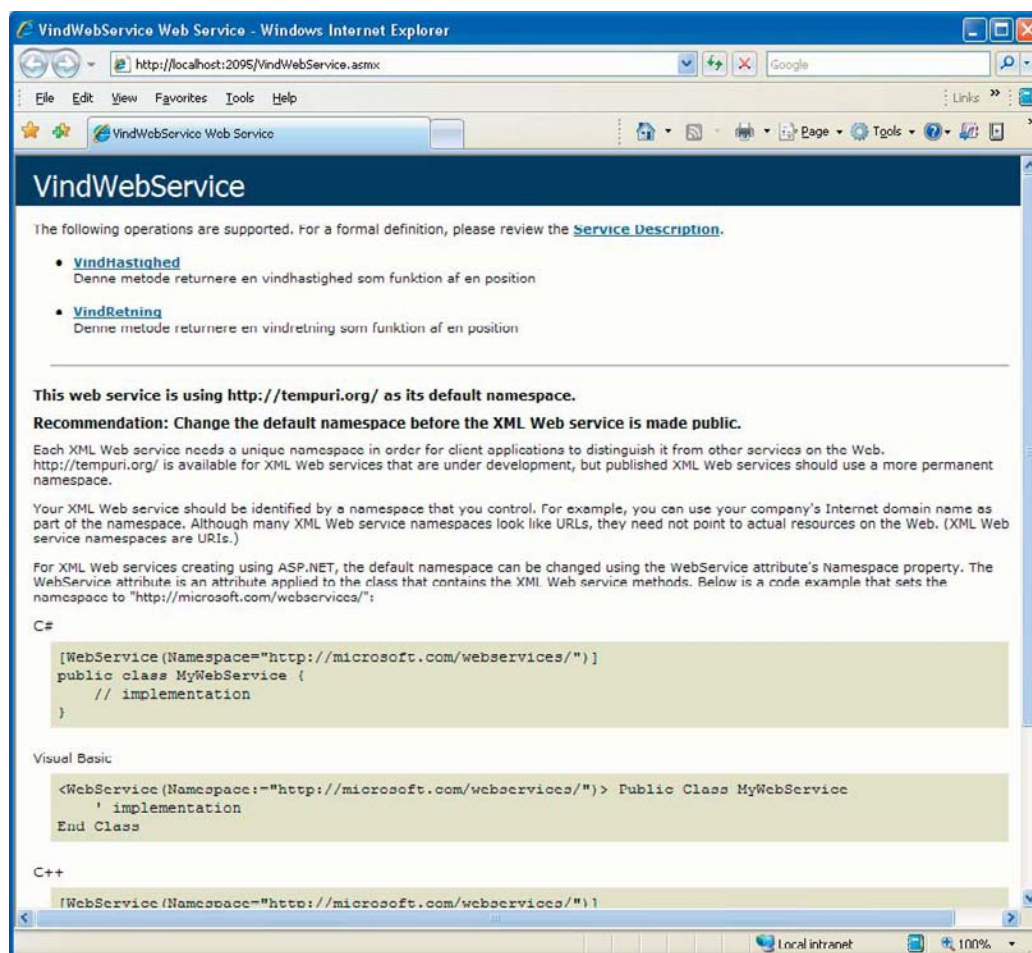 VindWebService Web Service - Windows Internet Explorer
http://localhost:2095/VindWebService.asmx
Google
File Edit View Favorites Tools Help
Links »
VindWebService Web Service
Page Tools
VindWebService
The following operations are supported. For a formal definition, please review the Service Description.
• VindHastighed
Denne metode returnere en vindhastighed som funktion af en position
• VindRetning
Denne metode returnere en vindretning som funktion af en position
This web service is using http://tempuri.org/ as its default namespace.
Recommendation: Change the default namespace before the XML Web service is made public.
Each XML Web service needs a unique namespace in order for client applications to distinguish it from other services on the Web.
http://tempuri.org/ is available for XML Web services that are under development, but published XML Web services should use a more permanent
namespace.
Your XML Web service should be identified by a namespace that you control. For example, you can use your company's Internet domain name as
part of the namespace. Although many XML Web service namespaces look like URLs, they need not point to actual resources on the Web. (XML Web
service namespaces are URIs.)
For XML Web services creating using ASP.NET, the default namespace can be changed using the WebService attribute's Namespace property. The
WebService attribute is an attribute applied to the class that contains the XML Web service methods. Below is a code example that sets the
namespace to "http://microsoft.com/webservices/":
C#
[WebService(Namespace="http://microsoft.com/webservices/")]
public class MyWebService {
// implementation
}
Visual Basic
<WebService(Namespace:="http://microsoft.com/webservices/")> Public Class MyWebService
' implementation
End Class
C++
[WebService(Namespace="http://microsoft.com/webservices/")]
Local intranet
100%